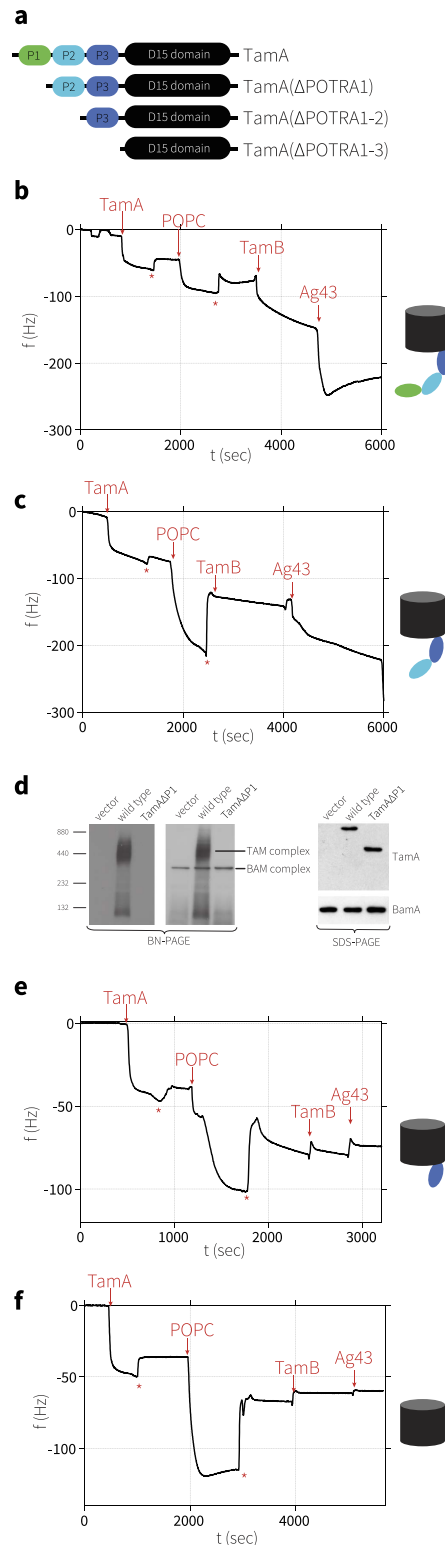 a
P1 P2 P3 D15 domain TamA
P2 P3 D15 domain TamA(ΔPOTRA1)
P3 D15 domain TamA(ΔPOTRA1-2)
D15 domain TamA(ΔPOTRA1-3)
b
TamA
POPC
TamB
Ag43
*
*
0
-100
-200
-300
f (Hz)
0 2000 4000 6000
t (sec)
c
TamA
POPC
TamB
Ag43
*
*
0
-100
-200
-300
f (Hz)
0 2000 4000 6000
t (sec)
d
vector wild type TamAΔP1 vector wild type TamAΔP1 vector wild type TamAΔP1
880
440
232
132
TAM complex
BAM complex
TamA
BamA
BN-PAGE SDS-PAGE
e
TamA
POPC
TamB
Ag43
*
*
0
-50
-100
f (Hz)
0 1000 2000 3000
t (sec)
f
TamA
POPC
TamB
Ag43
*
*
0
-50
-100
f (Hz)
0 2000 4000
t (sec)